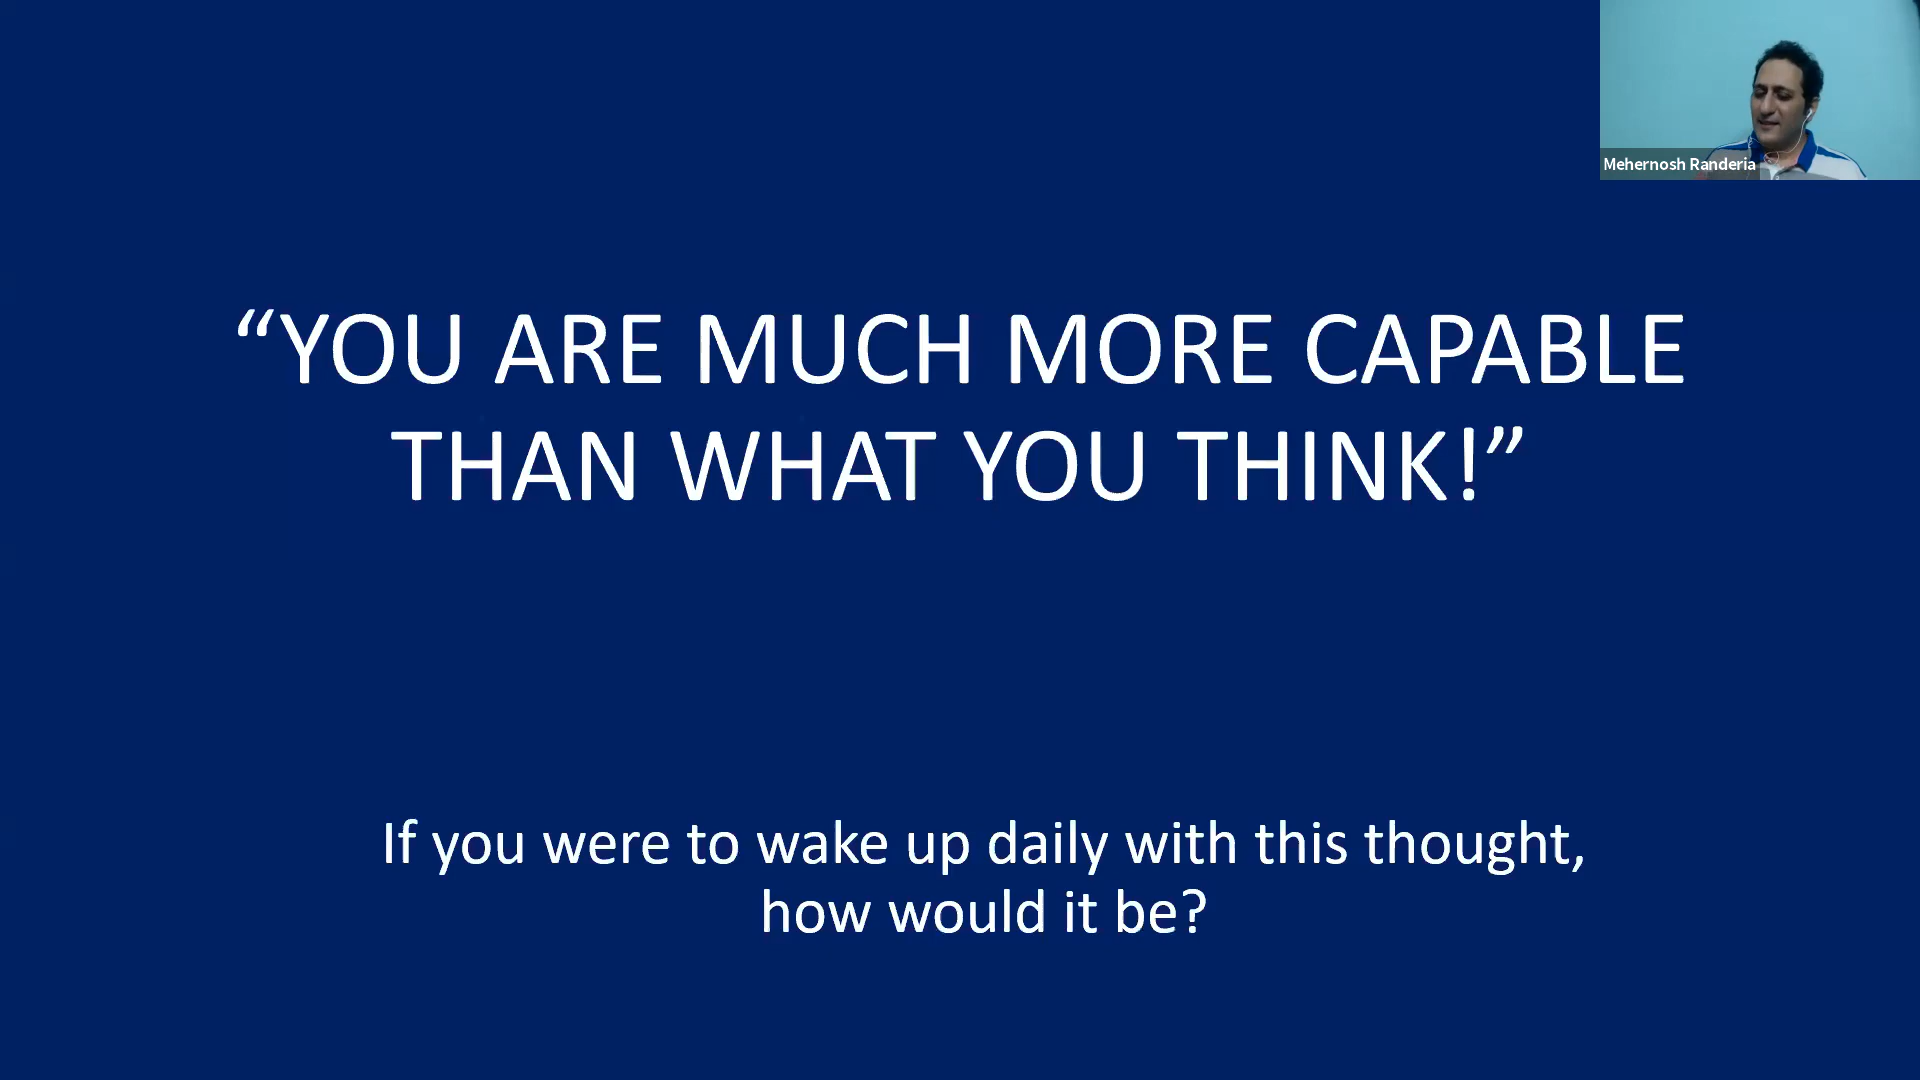 Mehernosh Randeria
“YOU ARE MUCH MORE CAPABLE
THAN WHAT YOU THINK!”
If you were to wake up daily with this thought,
how would it be?